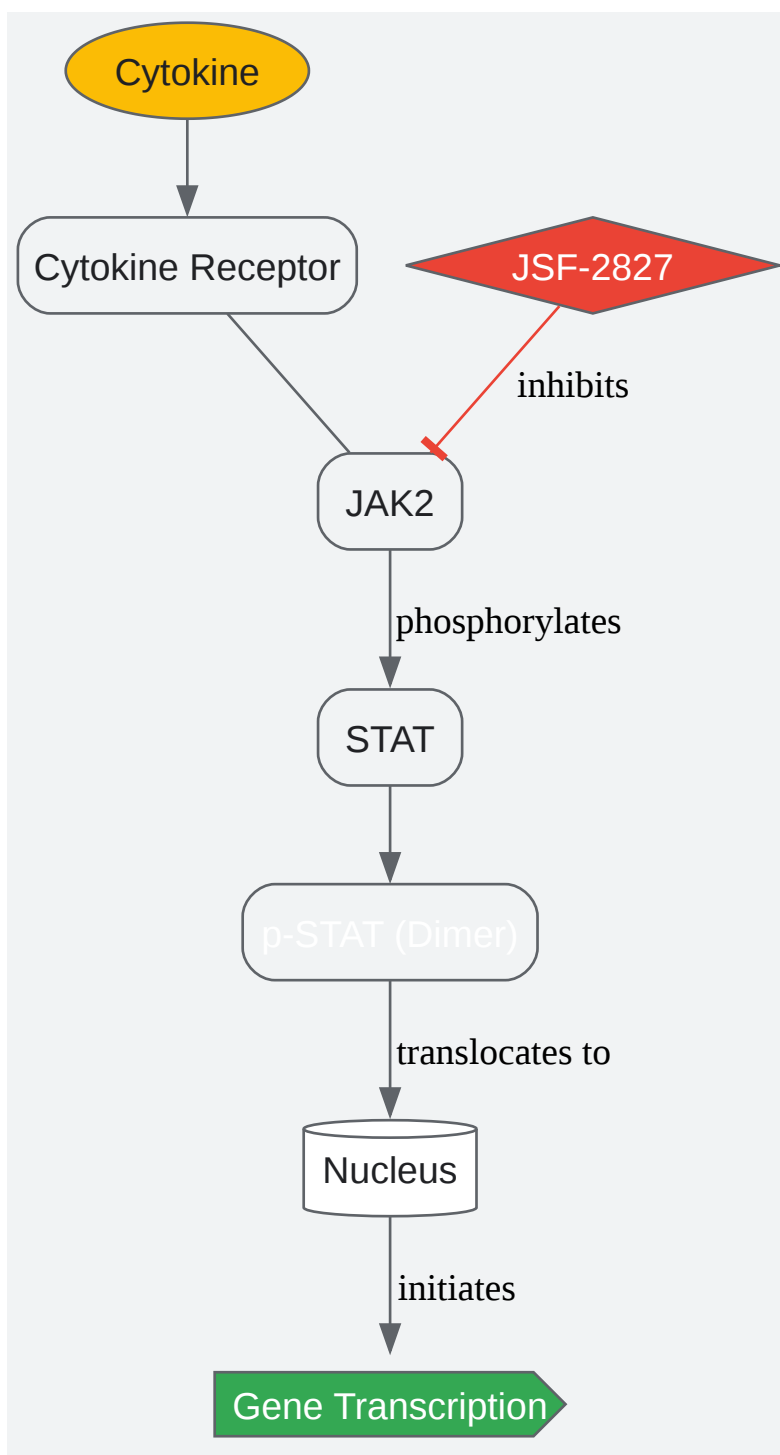 Cytokine
Cytokine Receptor
JSF-2827
inhibits
JAK2
phosphorylates
STAT
p-STAT (Dimer)
translocates to
Nucleus
initiates
Gene Transcription